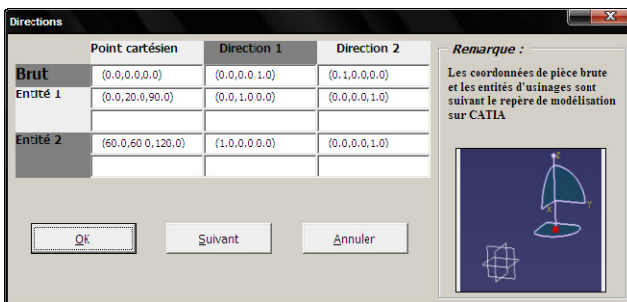 Directions
Point cartésien Direction 1 Direction 2
Brut (0.0,0.0,0.0) (0.0,0.0 1.0) (0.1,0.0,0.0)
Entité 1 (0.0,20.0,90.0) (0.0,1.0 0.0) (0.0,0.0,1.0)
Entité 2 (60.0,60 0,120.0) (1.0,0.0 0.0) (0.0,0.0,1.0)
OK Suivant Annuler
Remarque :
Les coordonnées de pièce brute
et les entités d'usinages sont
suivant le repère de modélisation
sur CATIA
Z
X Y